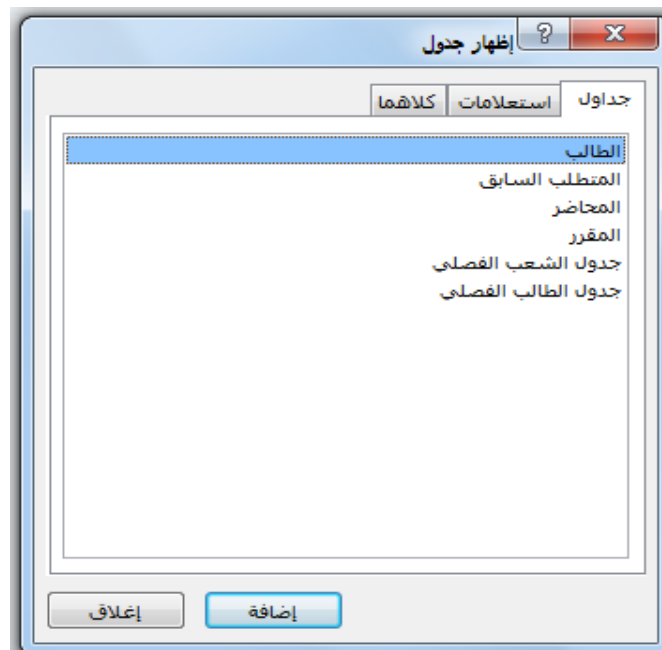 إظهار جدول
جداول استعلامات كلاهما
الطالب
المتطلب السابق
المحاضر
المقرر
جدول الشعب الفصلي
جدول الطالب الفصلي
إضافة إغلاق